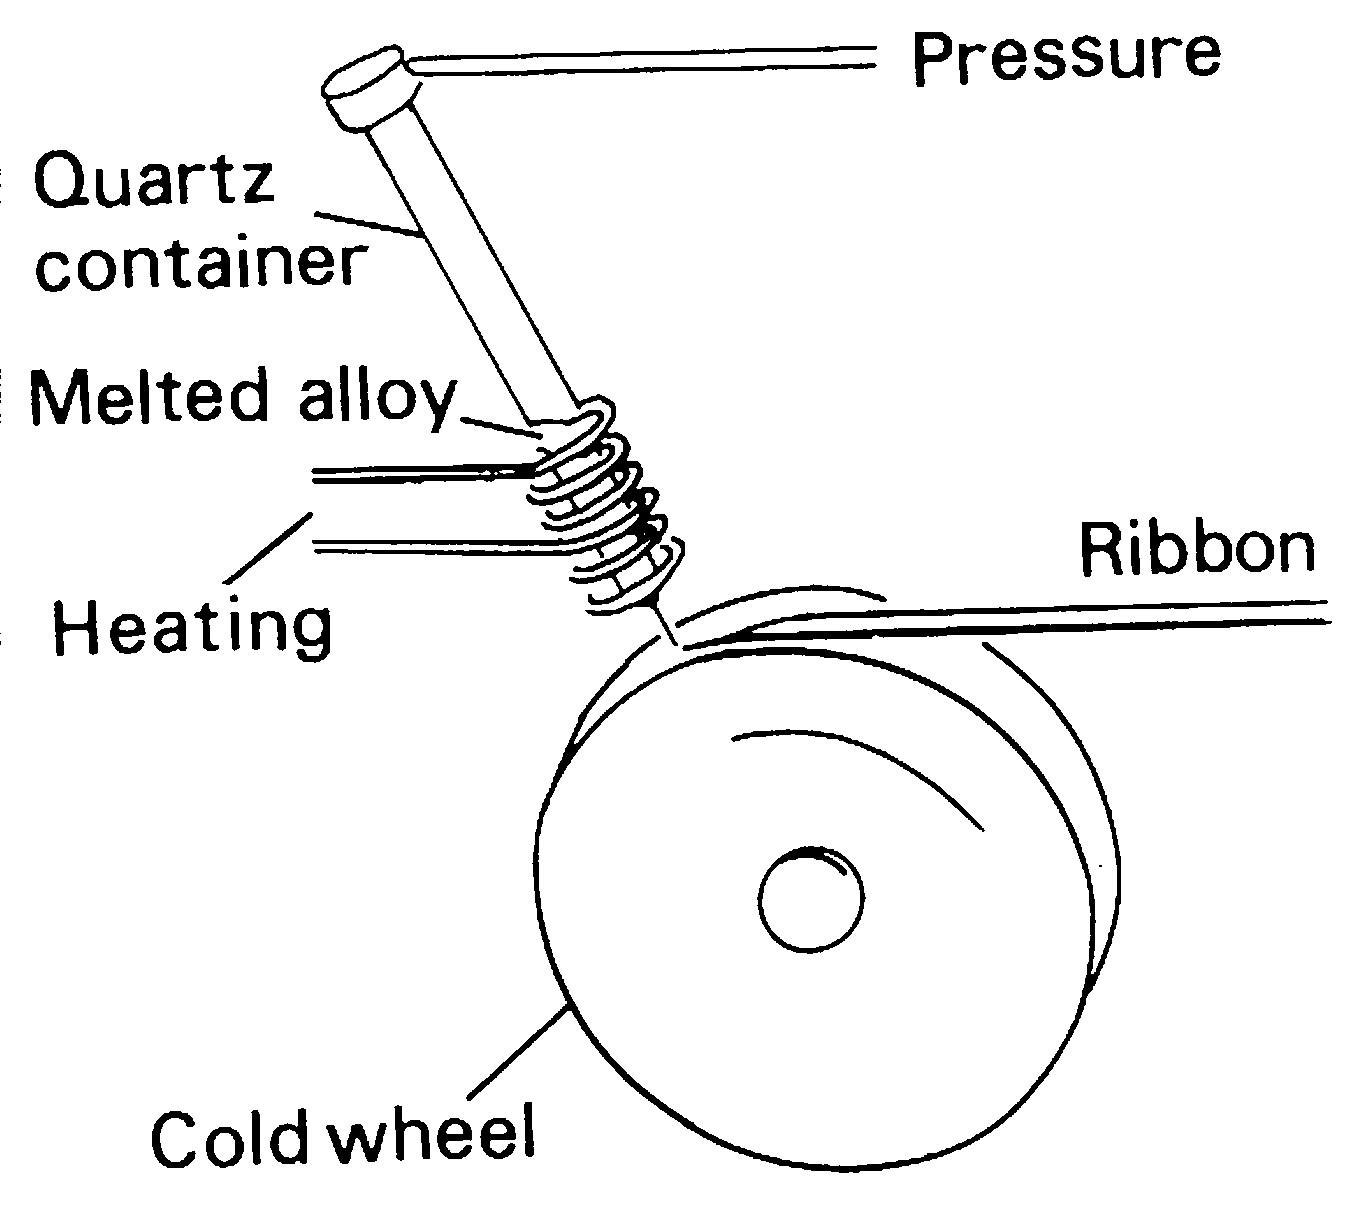 Pressure
Quartz
container
Melted alloy
Heating
Ribbon
Cold wheel